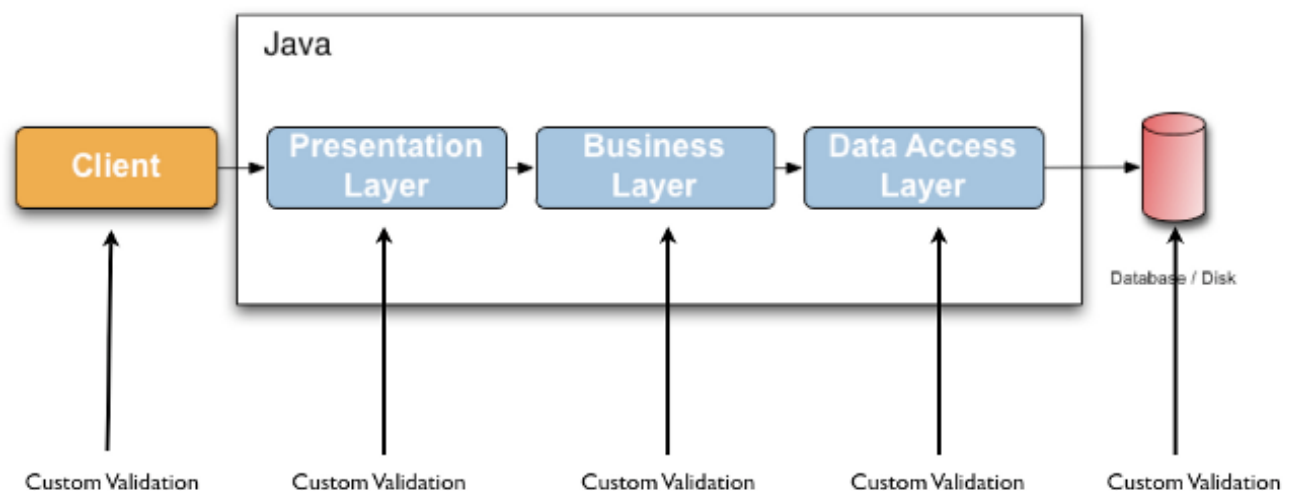 Java
Client
Presentation
Layer
Business
Layer
Data Access
Layer
Database / Disk
Custom Validation
Custom Validation
Custom Validation
Custom Validation
Custom Validation